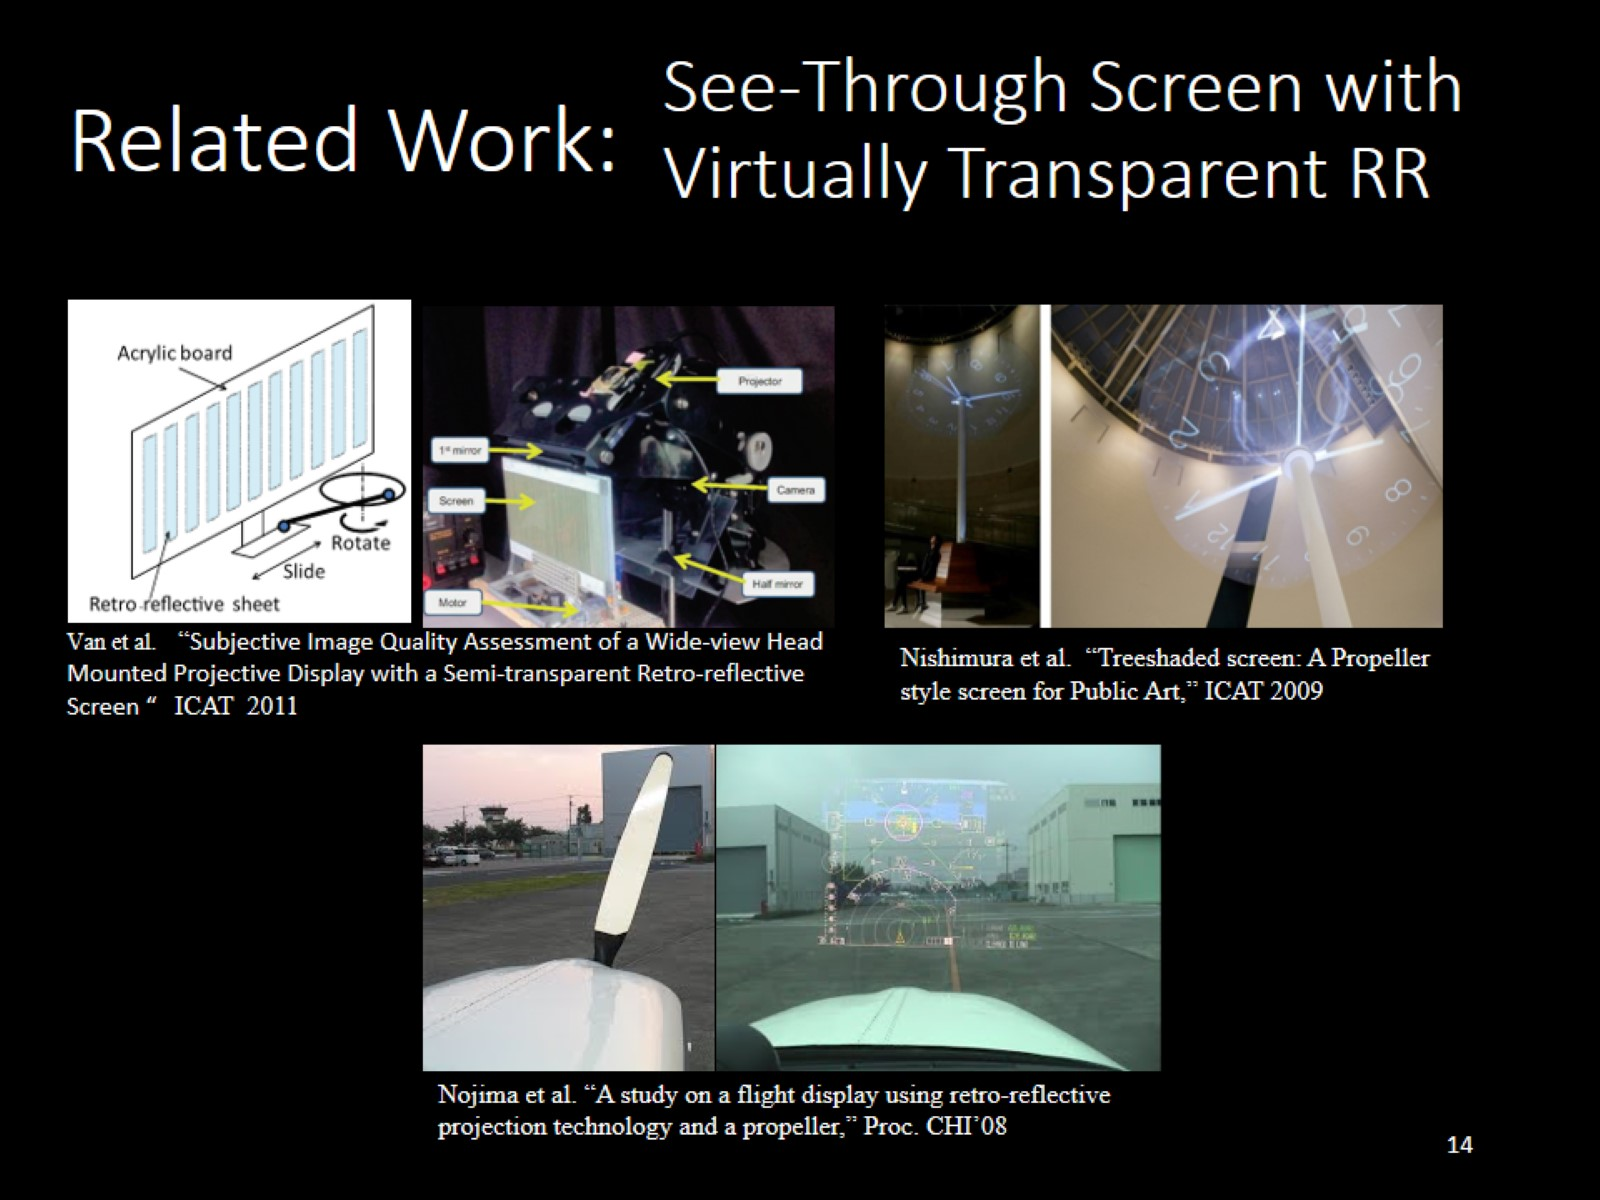 Related Work:
See-Through Screen with
Virtually Transparent RR
Acrylic board
Rotate
Slide
Retro reflective sheet
Projector
1st mirror
Screen
Camera
Half mirror
Motor
Van et al. “Subjective Image Quality Assessment of a Wide-view Head
Mounted Projective Display with a Semi-transparent Retro-reflective
Screen “ ICAT 2011
Nishimura et al. “Treeshaded screen: A Propeller
style screen for Public Art,” ICAT 2009
Nojima et al. “A study on a flight display using retro-reflective
projection technology and a propeller,” Proc. CHI’08
14